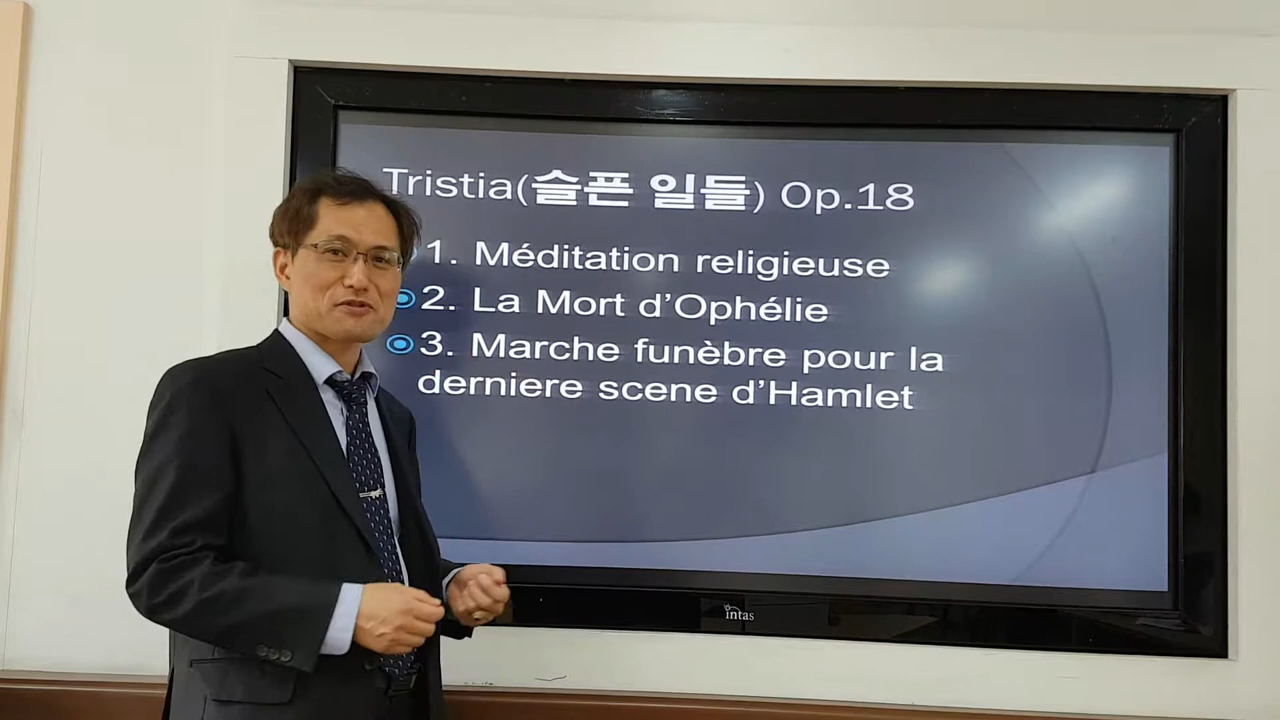 Tristia(슬픈 일들) Op.18
1. Méditation religieuse
2. La Mort d’Ophélie
3. Marche funèbre pour la
derniere scene d’Hamlet
intas